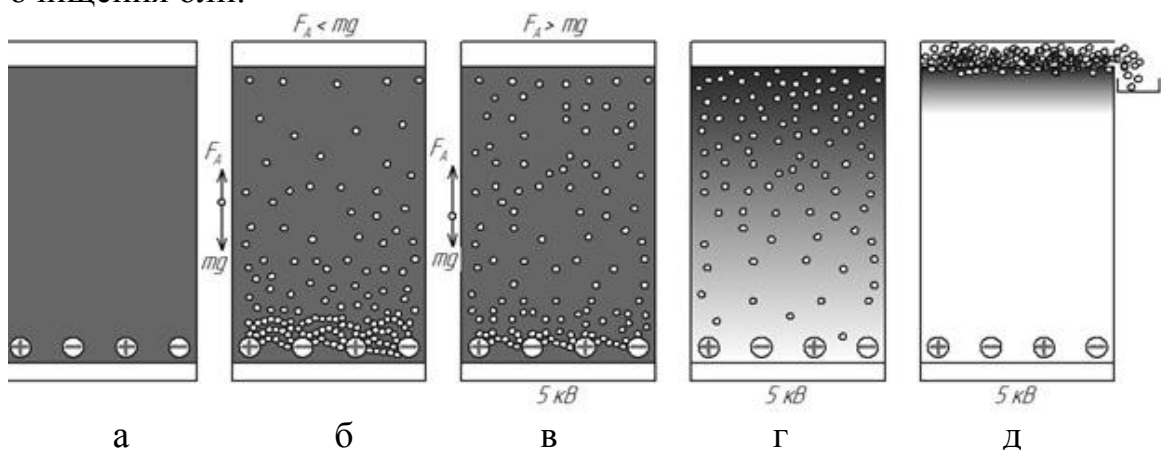 F_A < mg F_A > mg
F_A F_A
mg mg
5 кВ 5 кВ 5 кВ
а б в г д